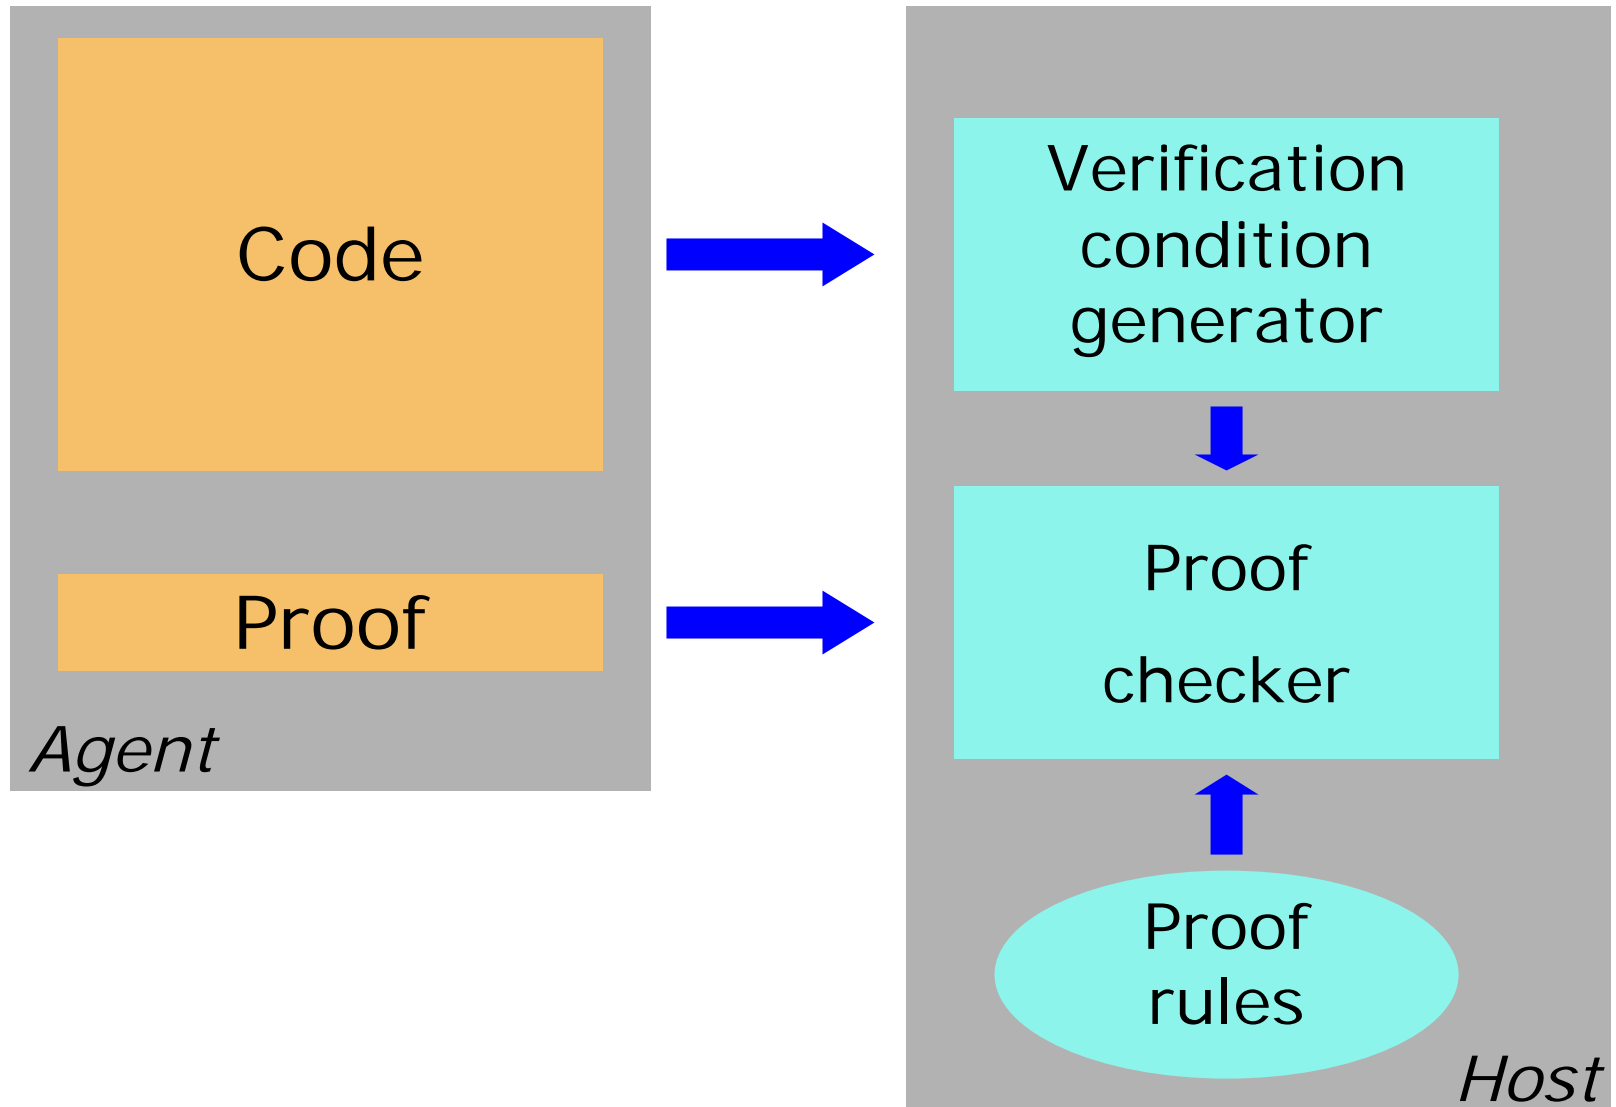 Code
Proof
Agent
Verification
condition
generator
Proof
checker
Proof
rules
Host